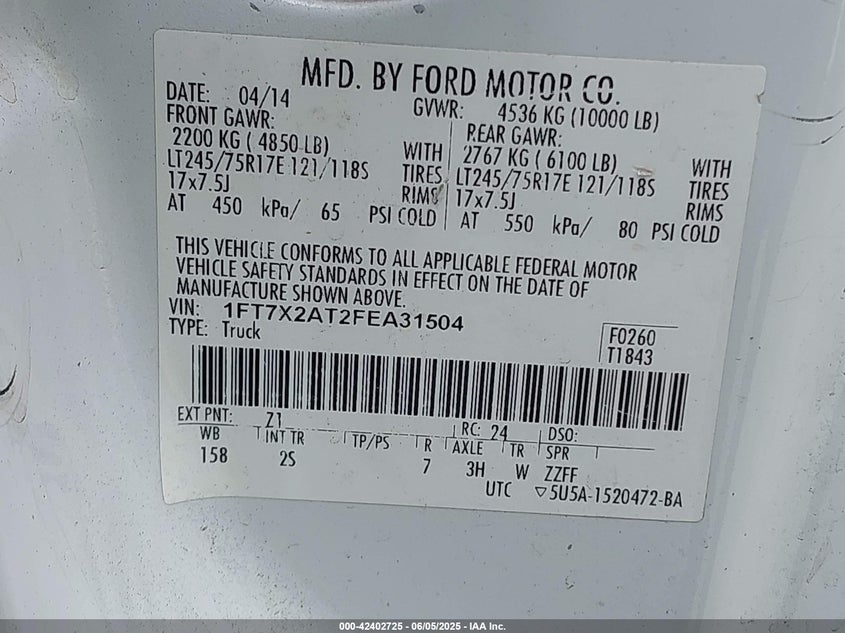 MFD. BY FORD MOTOR CO.
DATE: 04/14 GVWR: 4536 KG (10000 LB)
FRONT GAWR: REAR GAWR:
2200 KG ( 4850 LB) WITH 2767 KG ( 6100 LB) WITH
LT245/75R17E 121/118S TIRES LT245/75R17E 121/118S TIRES
17x7.5J RIMS 17x7.5J RIMS
AT 450 kPa/ 65 PSI COLD AT 550 kPa/ 80 PSI COLD
THIS VEHICLE CONFORMS TO ALL APPLICABLE FEDERAL MOTOR
VEHICLE SAFETY STANDARDS IN EFFECT ON THE DATE OF
MANUFACTURE SHOWN ABOVE.
VIN: 1FT7X2AT2FEA31504
TYPE: Truck F0260
T1843
EXT PNT: Z1 RC: 24 DSO:
WB INT TR TP/PS R AXLE TR SPR
158 2S 7 3H W ZZFF
UTC ▽5U5A-1520472-BA
000-42402725 - 06/05/2025 - IAA Inc.